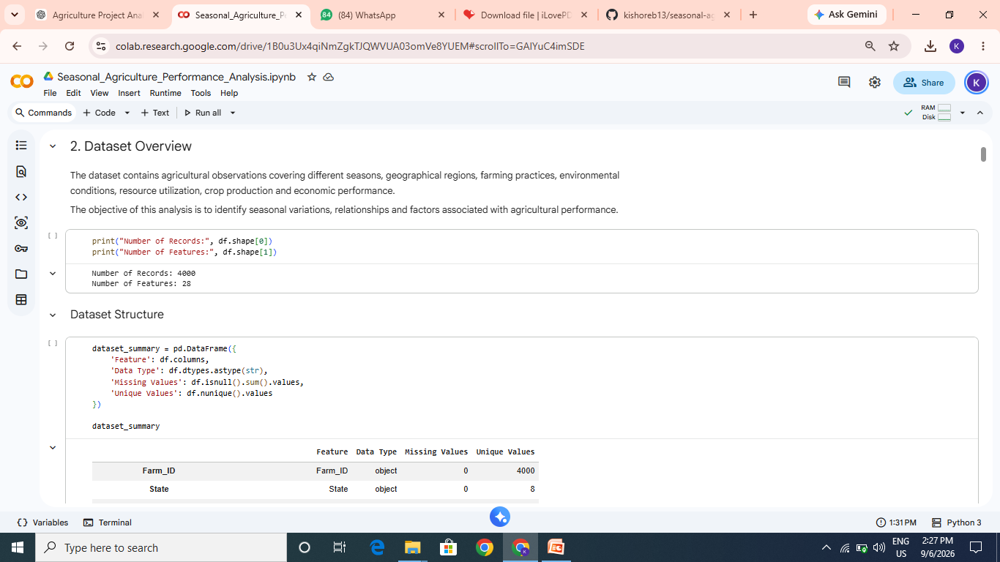 Agriculture Project Ana
Seasonal_Agriculture_P
84
(84) WhatsApp
Download file | iLovePD
kishoreb13/seasonal-ag
Ask Gemini
colab.research.google.com/drive/1B0u3Ux4qiNmZgkTJQWVUA03omVe8YUEM#scrollTo=GAlYuC4imSDE
K
Seasonal_Agriculture_Performance_Analysis.ipynb
Share
K
File Edit View Insert Runtime Tools Help
Commands + Code + Text Run all
RAM
Disk
2. Dataset Overview
The dataset contains agricultural observations covering different seasons, geographical regions, farming practices, environmental
conditions, resource utilization, crop production and economic performance.
The objective of this analysis is to identify seasonal variations, relationships and factors associated with agricultural performance.
[ ]
print("Number of Records:", df.shape[0])
print("Number of Features:", df.shape[1])
Number of Records: 4000
Number of Features: 28
Dataset Structure
[ ]
dataset_summary = pd.DataFrame({
'Feature': df.columns,
'Data Type': df.dtypes.astype(str),
'Missing Values': df.isnull().sum().values,
'Unique Values': df.nunique().values
})
dataset_summary
Feature Data Type Missing Values Unique Values
Farm_ID Farm_ID object 0 4000
State State object 0 8
{} Variables Terminal
1:31 PM Python 3
Type here to search
K
ENG
US
2:27 PM
9/6/2026